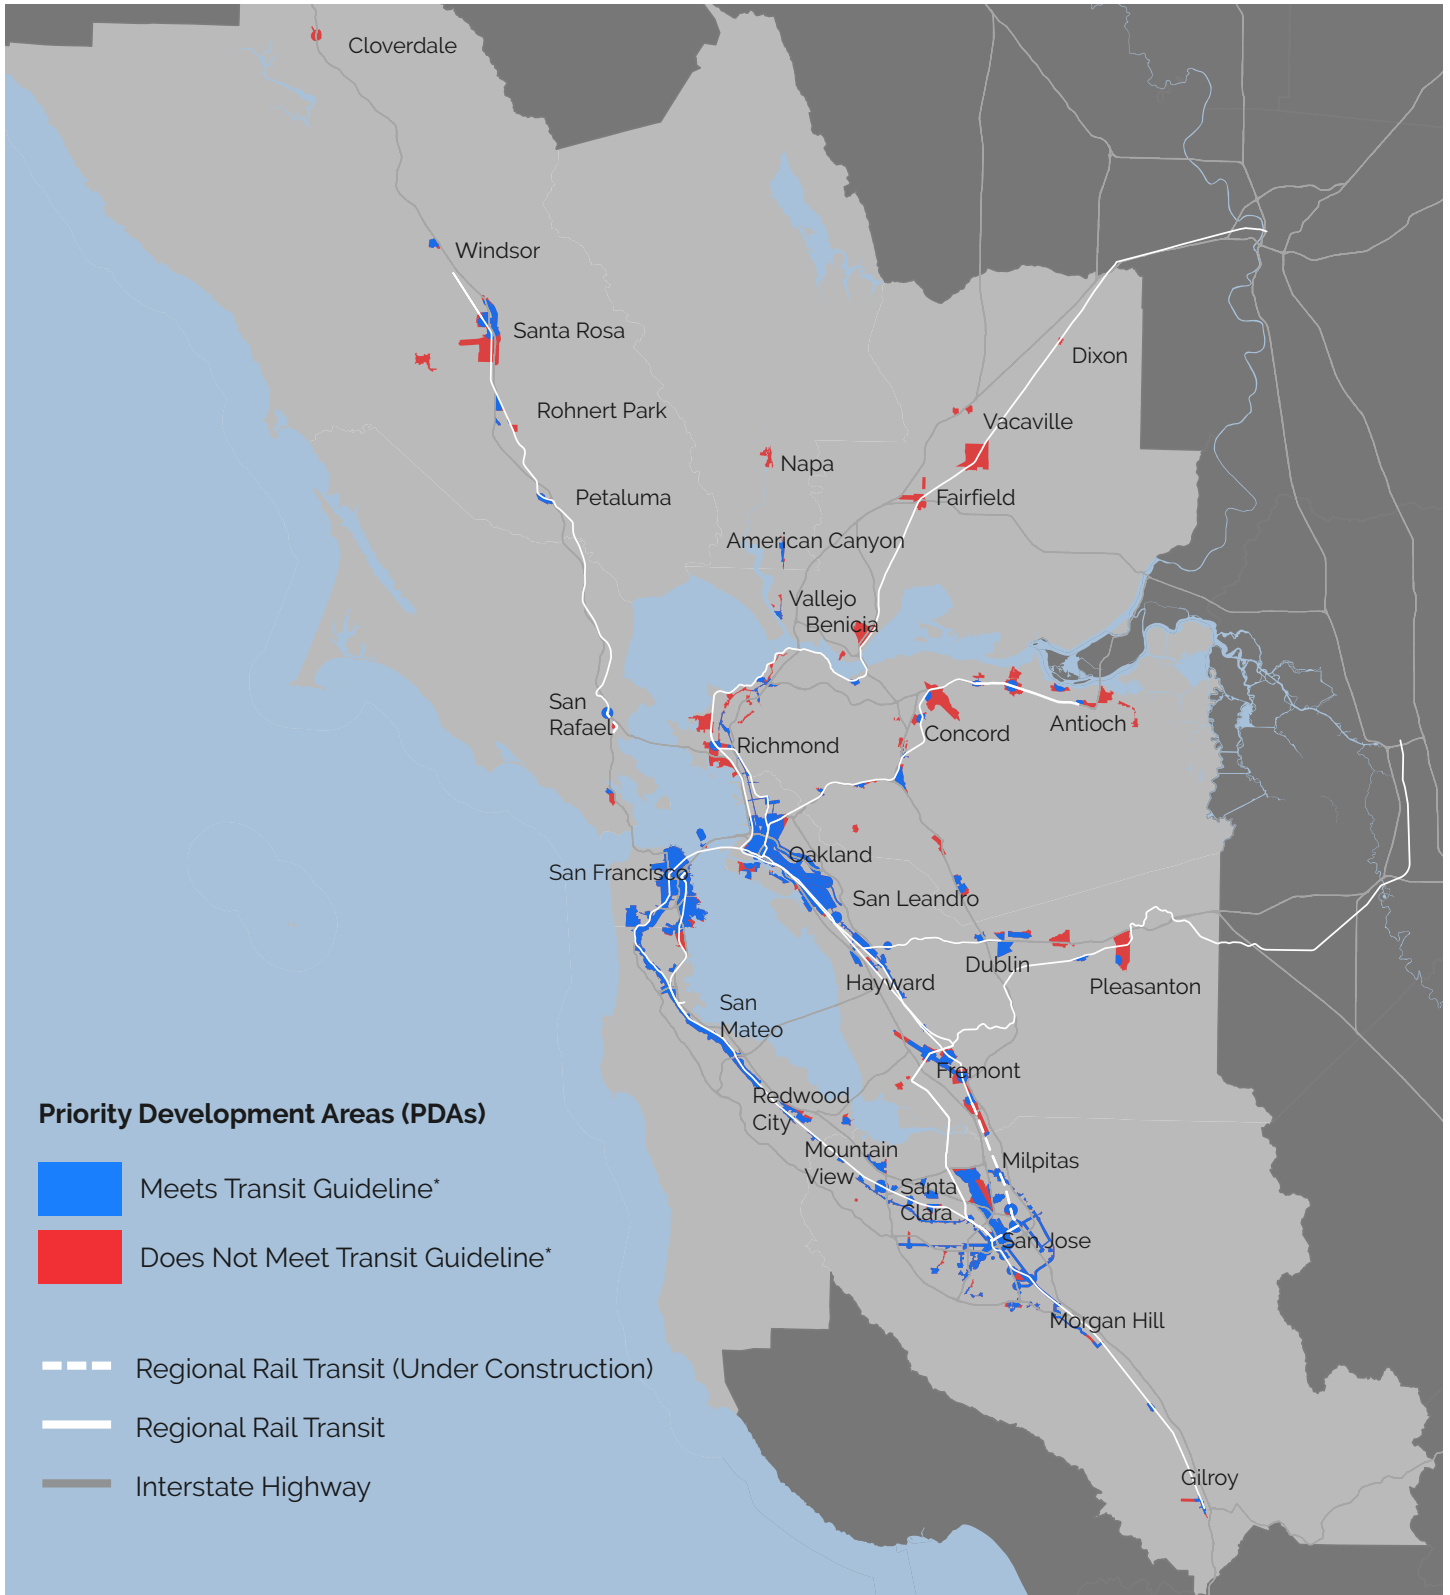 Cloverdale
Windsor
Santa Rosa
Dixon
Rohnert Park
Vacaville
Napa
Petaluma
Fairfield
American Canyon
Vallejo
Benicia
San
Rafael
Concord
Antioch
Richmond
Oakland
San Francisco
San Leandro
Dublin
Hayward
Pleasanton
San
Mateo
Fremont
Redwood
City
Mountain
View
Milpitas
Santa
Clara
San Jose
Morgan Hill
Gilroy
Priority Development Areas (PDAs)
Meets Transit Guideline*
Does Not Meet Transit Guideline*
Regional Rail Transit (Under Construction)
Regional Rail Transit
Interstate Highway